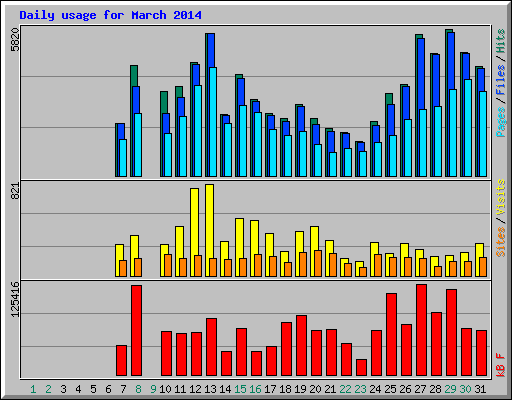 Daily usage for March 2014
5820
Pages / Files / Hits
821
Sites / Visits
125416
kB F
1 2 3 4 5 6 7 8 9 10 11 12 13 14 15 16 17 18 19 20 21 22 23 24 25 26 27 28 29 30 31